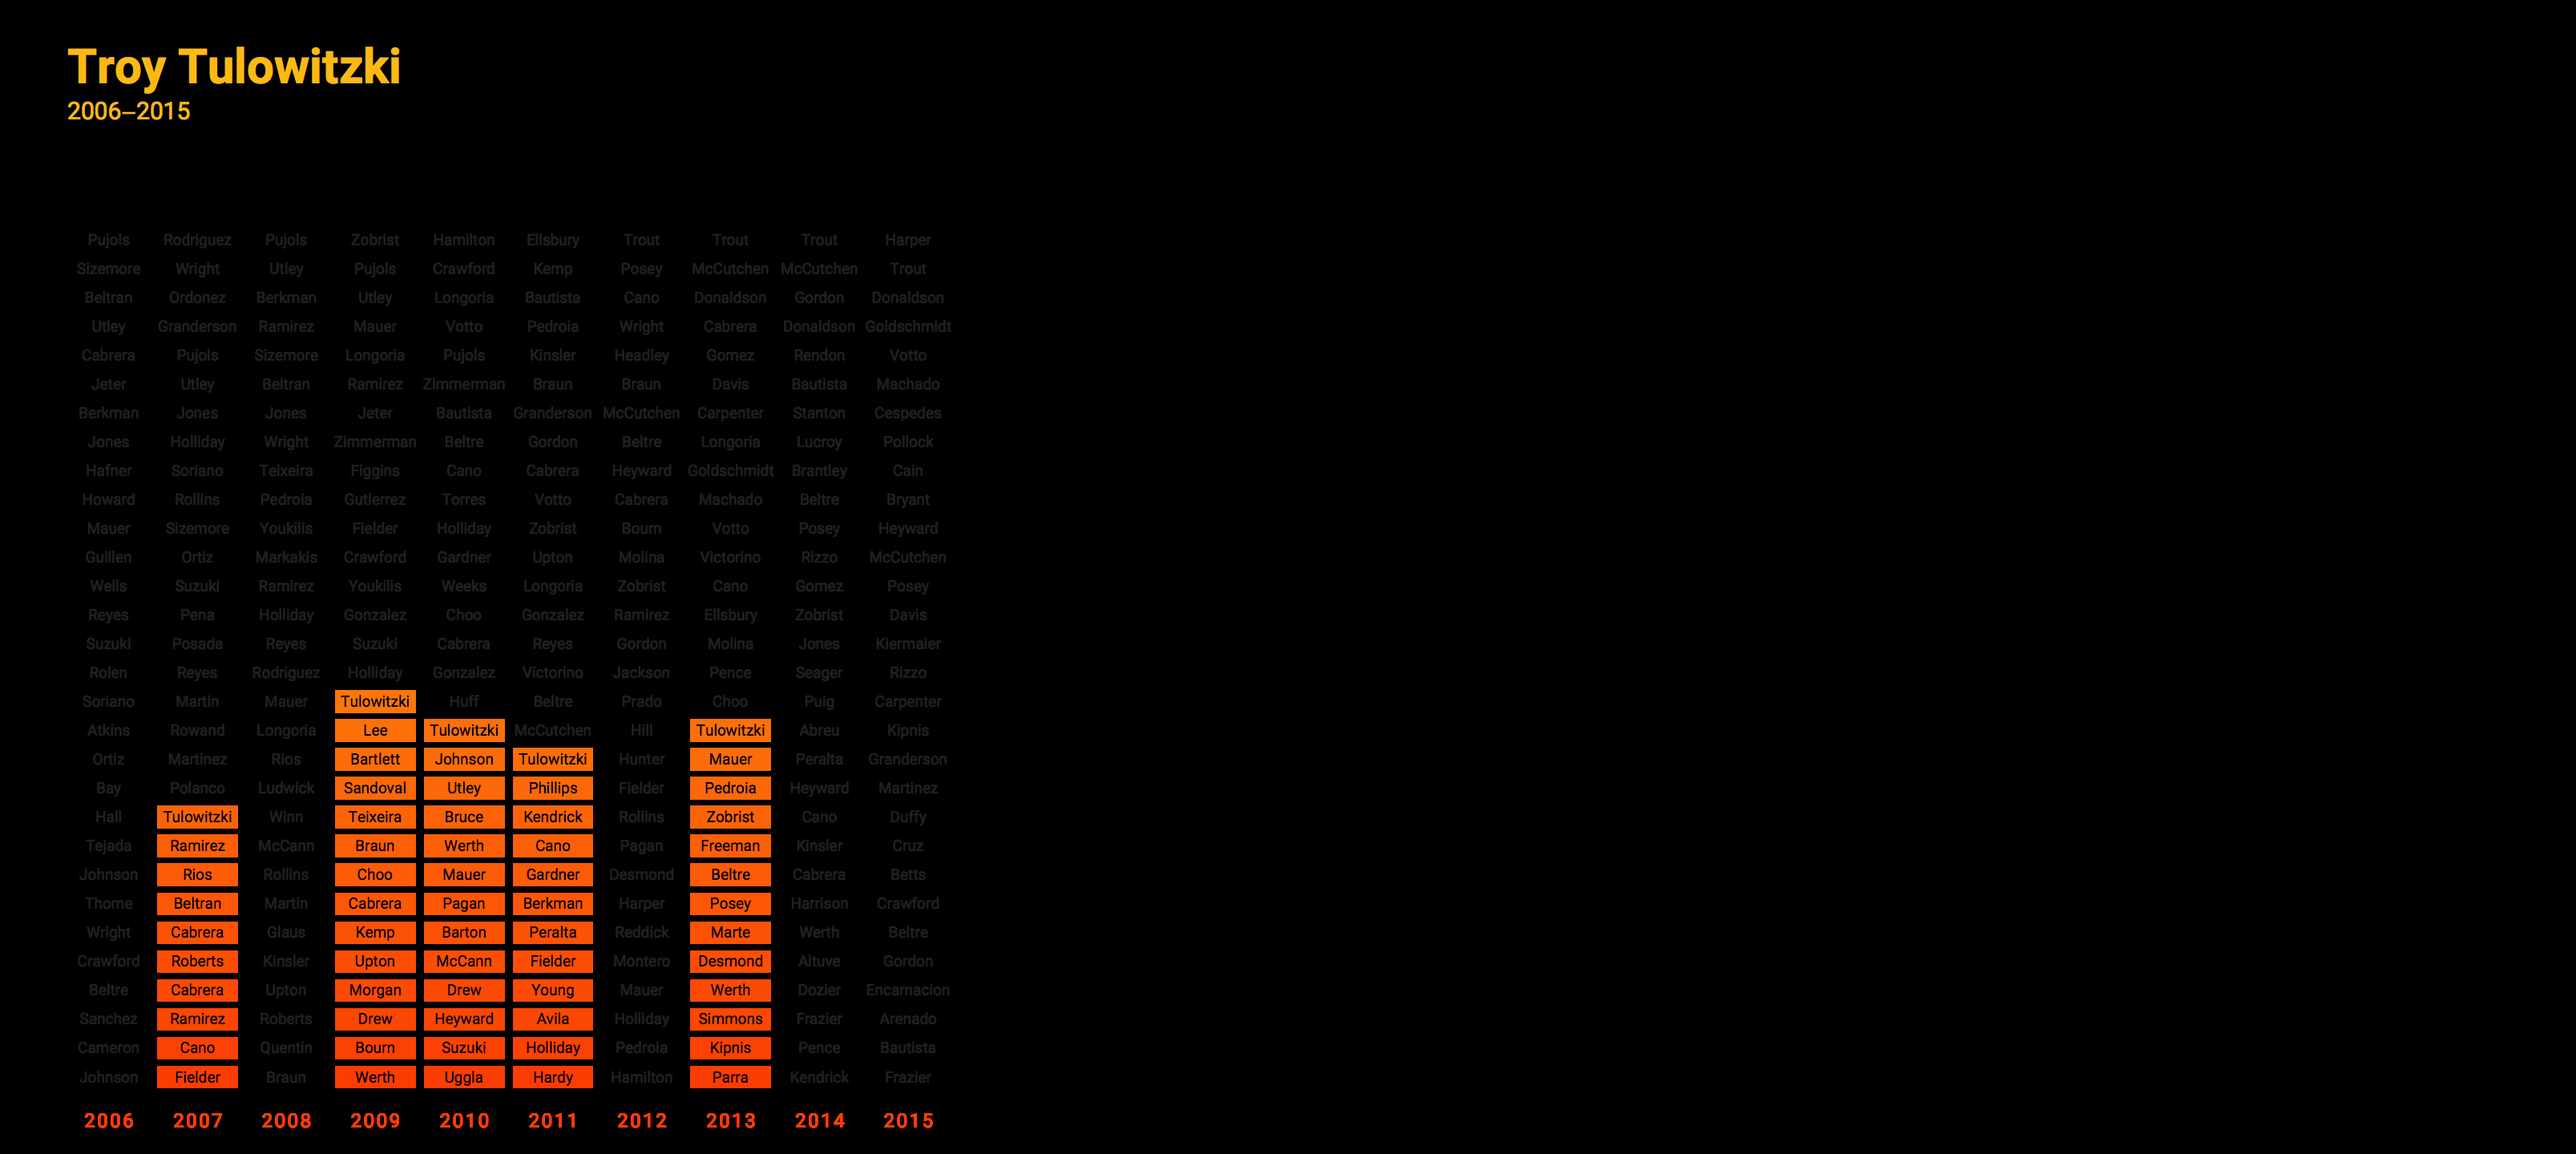 Troy Tulowitzki
2006–2015
Pujols Rodriguez Pujols Zobrist Hamilton Ellsbury Trout Trout Trout Harper
Sizemore Wright Utley Pujols Crawford Kemp Posey McCutchen McCutchen Trout
Beltran Ordonez Berkman Utley Longoria Bautista Cano Donaldson Gordon Donaldson
Utley Granderson Ramirez Mauer Votto Pedroia Wright Cabrera Donaldson Goldschmidt
Cabrera Pujols Sizemore Longoria Pujols Kinsler Headley Gomez Rendon Votto
Jeter Utley Beltran Ramirez Zimmerman Braun Braun Davis Bautista Machado
Berkman Jones Jones Jeter Bautista Granderson McCutchen Carpenter Stanton Cespedes
Jones Holliday Wright Zimmerman Beltre Gordon Beltre Longoria Lucroy Pollock
Hafner Soriano Teixeira Figgins Cano Cabrera Heyward Goldschmidt Brantley Cain
Howard Rollins Pedroia Gutierrez Torres Votto Cabrera Machado Beltre Bryant
Mauer Sizemore Youkilis Fielder Holliday Zobrist Bourn Votto Posey Heyward
Guillen Ortiz Markakis Crawford Gardner Upton Molina Victorino Rizzo McCutchen
Wells Suzuki Ramirez Youkilis Weeks Longoria Zobrist Cano Gomez Posey
Reyes Pena Holliday Gonzalez Choo Gonzalez Ramirez Ellsbury Zobrist Davis
Suzuki Posada Reyes Suzuki Cabrera Reyes Gordon Molina Jones Kiermaier
Rolen Reyes Rodriguez Holliday Gonzalez Victorino Jackson Pence Seager Rizzo
Soriano Martin Mauer Tulowitzki Huff Beltre Prado Choo Puig Carpenter
Atkins Rowand Longoria Lee Tulowitzki McCutchen Hill Tulowitzki Abreu Kipnis
Ortiz Martinez Rios Bartlett Johnson Tulowitzki Hunter Mauer Peralta Granderson
Bay Polanco Ludwick Sandoval Utley Phillips Fielder Pedroia Heyward Martinez
Hall Tulowitzki Winn Teixeira Bruce Kendrick Rollins Zobrist Cano Duffy
Tejada Ramirez McCann Braun Werth Cano Pagan Freeman Kinsler Cruz
Johnson Rios Rollins Choo Mauer Gardner Desmond Beltre Cabrera Betts
Thome Beltran Martin Cabrera Pagan Berkman Harper Posey Harrison Crawford
Wright Cabrera Glaus Kemp Barton Peralta Reddick Marte Werth Beltre
Crawford Roberts Kinsler Upton McCann Fielder Montero Desmond Altuve Gordon
Beltre Cabrera Upton Morgan Drew Young Mauer Werth Dozier Encarnacion
Sanchez Ramirez Roberts Drew Heyward Avila Holliday Simmons Frazier Arenado
Cameron Cano Quentin Bourn Suzuki Holliday Pedroia Kipnis Pence Bautista
Johnson Fielder Braun Werth Uggla Hardy Hamilton Parra Kendrick Frazier
2006 2007 2008 2009 2010 2011 2012 2013 2014 2015